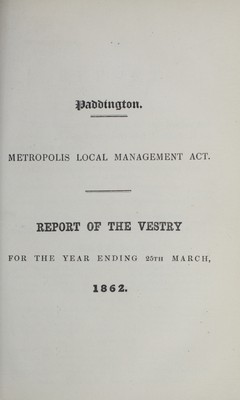 Paddington.
METROPOLIS LOCAL MANAGEMENT ACT.
REPORT OF THE VESTRY
FOR THE YEAR ENDING 25TH MARCH,
1862.